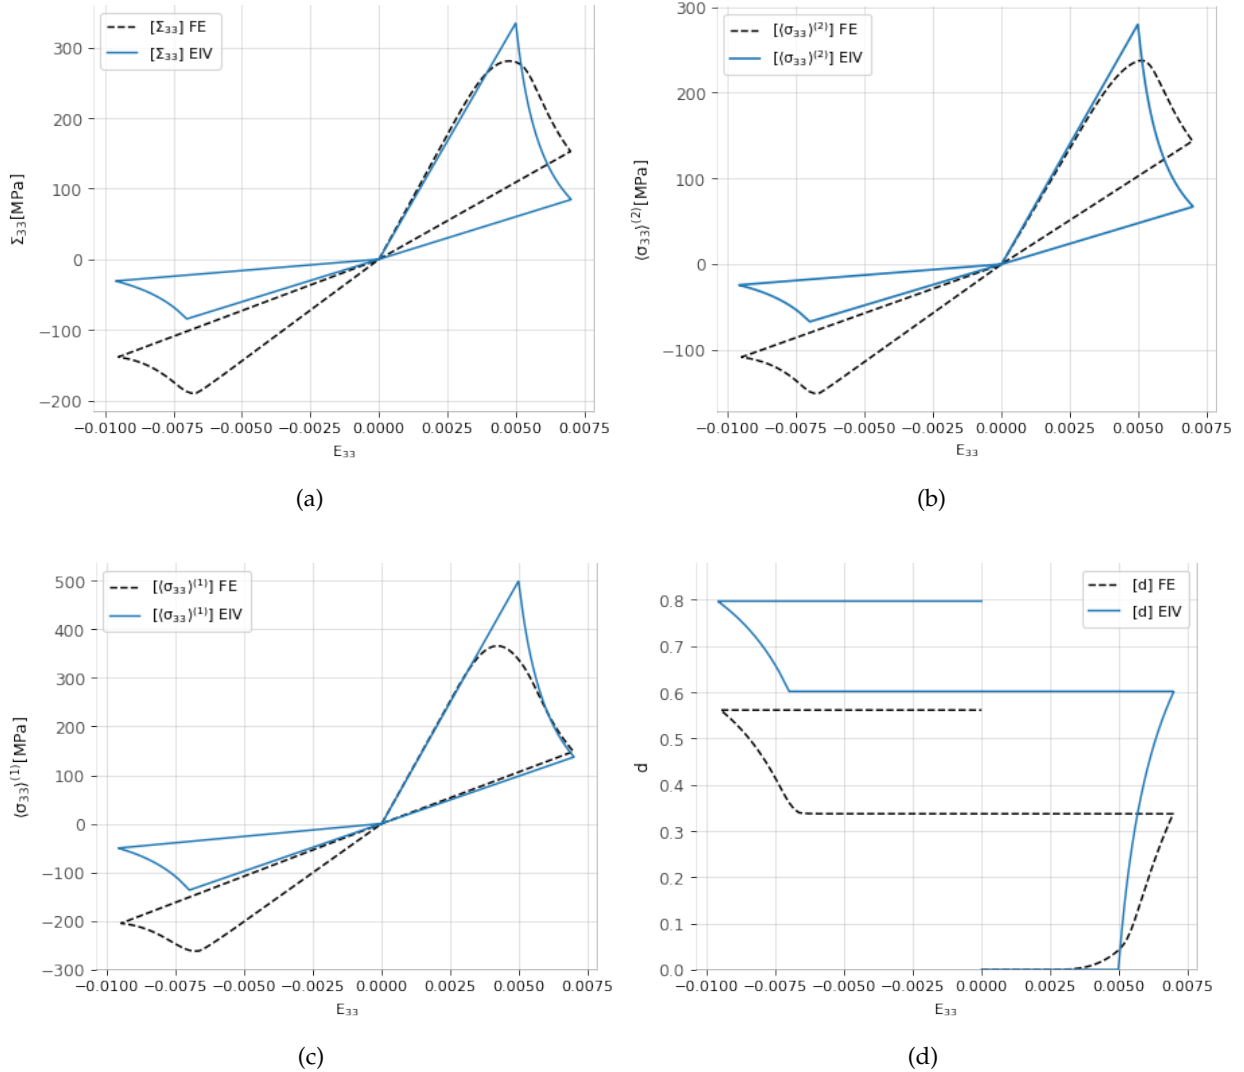 [Σ₃₃] FE
[Σ₃₃] EIV
300
200
100
0
−100
−200
Σ₃₃[MPa]
−0.0100 −0.0075 −0.0050 −0.0025 0.0000 0.0025 0.0050 0.0075
E₃₃
(a)
[⟨σ₃₃⟩⁽²⁾] FE
[⟨σ₃₃⟩⁽²⁾] EIV
300
200
100
0
−100
⟨σ₃₃⟩⁽²⁾[MPa]
−0.0100 −0.0075 −0.0050 −0.0025 0.0000 0.0025 0.0050 0.0075
E₃₃
(b)
[⟨σ₃₃⟩⁽¹⁾] FE
[⟨σ₃₃⟩⁽¹⁾] EIV
500
400
300
200
100
0
−100
−200
−300
⟨σ₃₃⟩⁽¹⁾[MPa]
−0.0100 −0.0075 −0.0050 −0.0025 0.0000 0.0025 0.0050 0.0075
E₃₃
(c)
[d] FE
[d] EIV
0.8
0.7
0.6
0.5
0.4
0.3
0.2
0.1
0.0
d
−0.0100 −0.0075 −0.0050 −0.0025 0.0000 0.0025 0.0050 0.0075
E₃₃
(d)